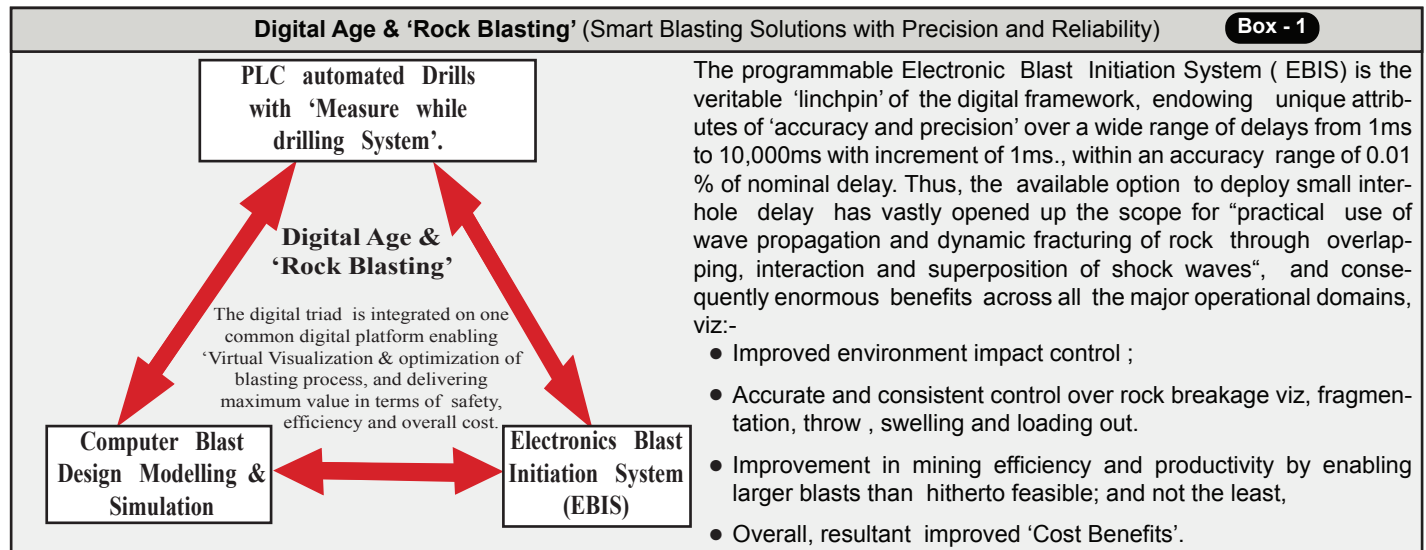 Digital Age & 'Rock Blasting' (Smart Blasting Solutions with Precision and Reliability)
Box - 1
PLC automated Drills
with 'Measure while
drilling System'.
Digital Age &
'Rock Blasting'
The digital triad is integrated on one
common digital platform enabling
'Virtual Visualization & optimization of
blasting process, and delivering
maximum value in terms of safety,
efficiency and overall cost.
Computer Blast
Design Modelling &
Simulation
Electronics Blast
Initiation System
(EBIS)
The programmable Electronic Blast Initiation System ( EBIS) is the
veritable 'linchpin' of the digital framework, endowing unique attrib-
utes of 'accuracy and precision' over a wide range of delays from 1ms
to 10,000ms with increment of 1ms., within an accuracy range of 0.01
% of nominal delay. Thus, the available option to deploy small inter-
hole delay has vastly opened up the scope for "practical use of
wave propagation and dynamic fracturing of rock through overlap-
ping, interaction and superposition of shock waves", and conse-
quently enormous benefits across all the major operational domains,
viz:-
● Improved environment impact control ;
● Accurate and consistent control over rock breakage viz, fragmen-
tation, throw , swelling and loading out.
● Improvement in mining efficiency and productivity by enabling
larger blasts than hitherto feasible; and not the least,
● Overall, resultant improved 'Cost Benefits'.